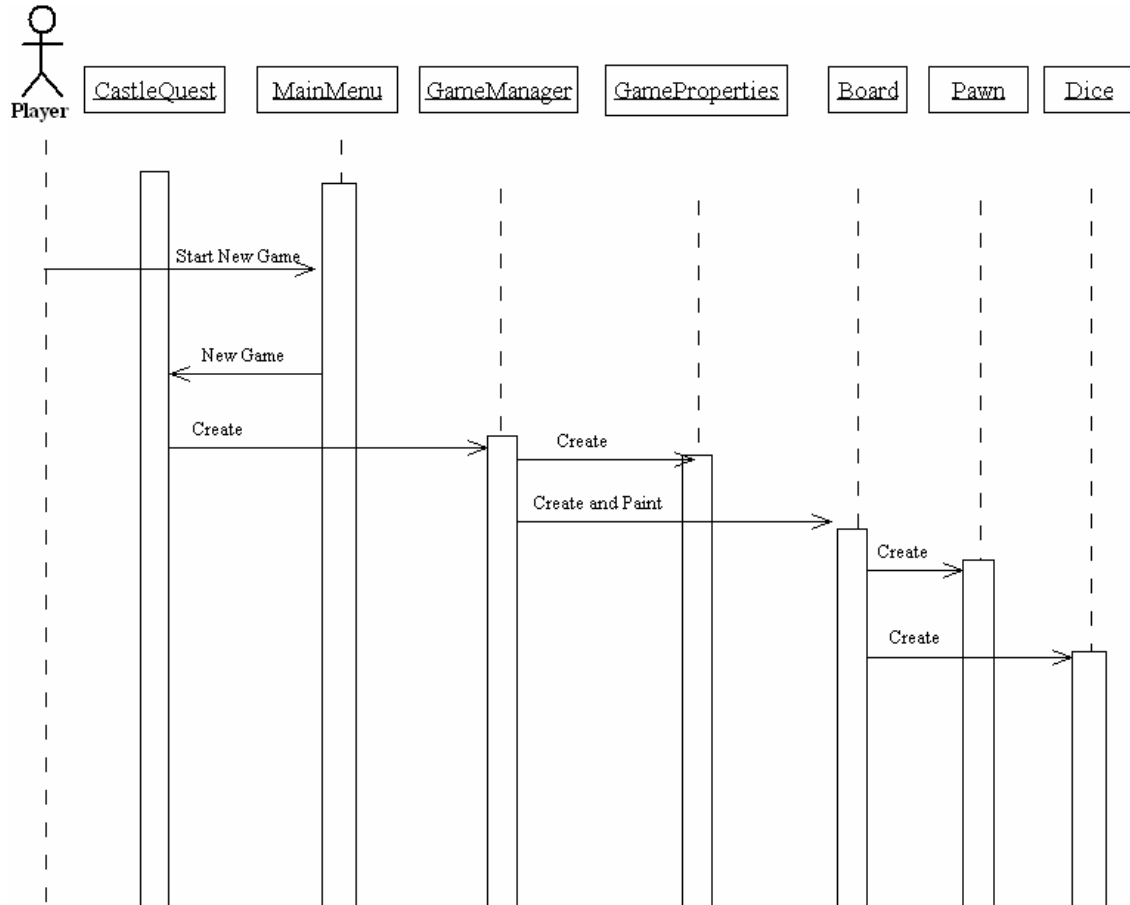 Player
CastleQuest
MainMenu
GameManager
GameProperties
Board
Pawn
Dice
Start New Game
New Game
Create
Create
Create and Paint
Create
Create